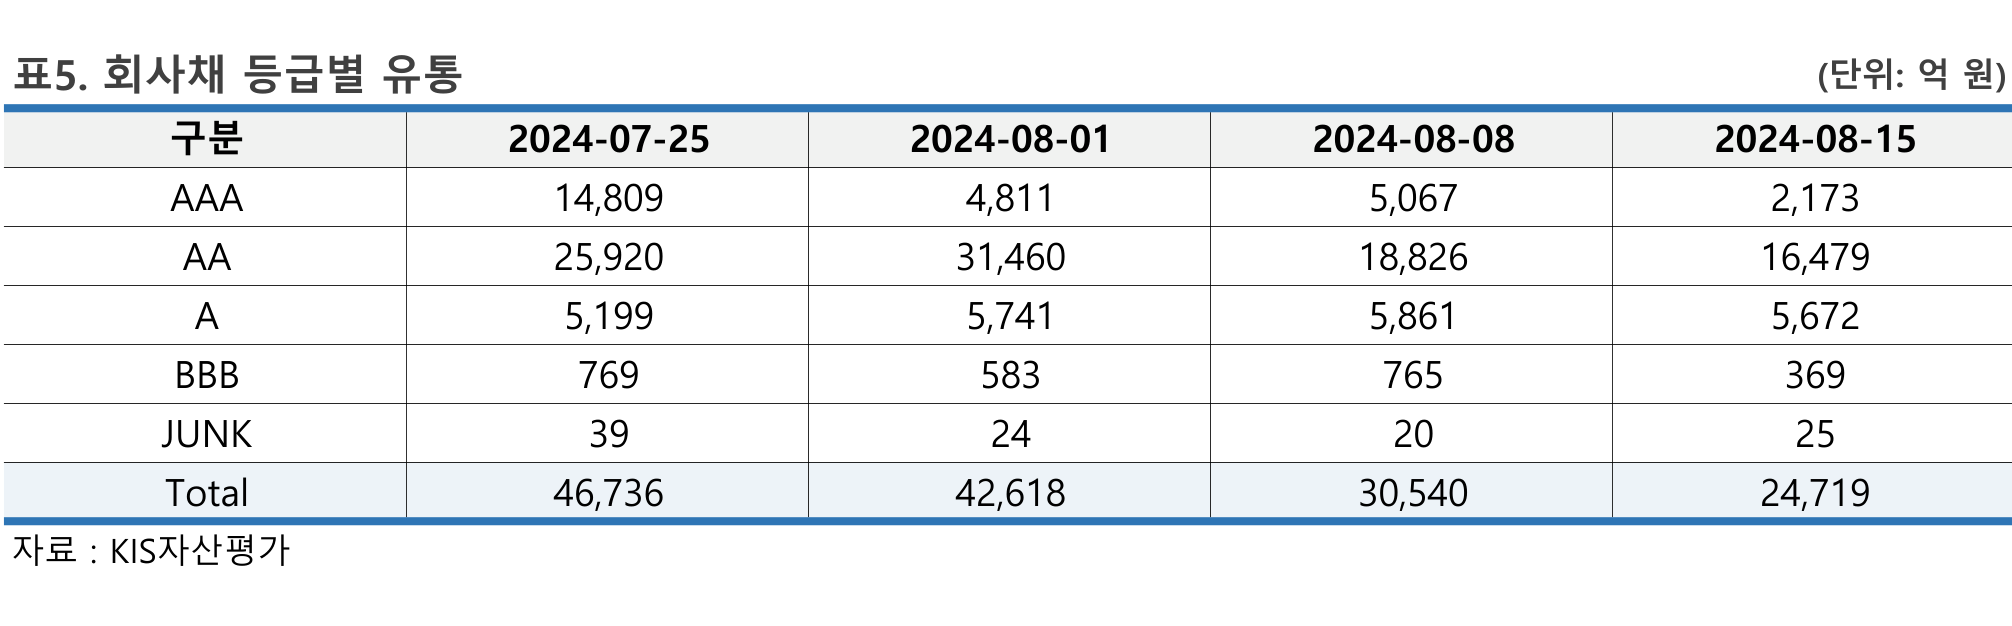 표5. 회사채 등급별 유통 (단위: 억 원)
구분 2024-07-25 2024-08-01 2024-08-08 2024-08-15
AAA 14,809 4,811 5,067 2,173
AA 25,920 31,460 18,826 16,479
A 5,199 5,741 5,861 5,672
BBB 769 583 765 369
JUNK 39 24 20 25
Total 46,736 42,618 30,540 24,719
자료 : KIS자산평가